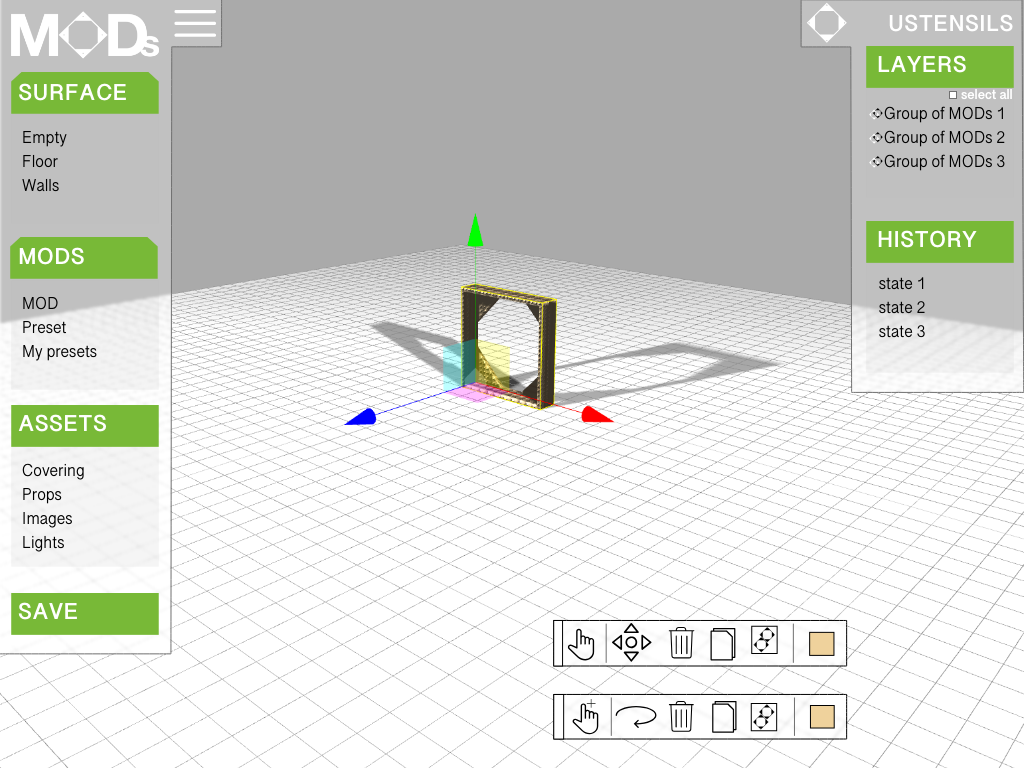 MODs
SURFACE
Empty
Floor
Walls
MODS
MOD
Preset
My presets
ASSETS
Covering
Props
Images
Lights
SAVE
USTENSILS
LAYERS
select all
Group of MODs 1
Group of MODs 2
Group of MODs 3
HISTORY
state 1
state 2
state 3